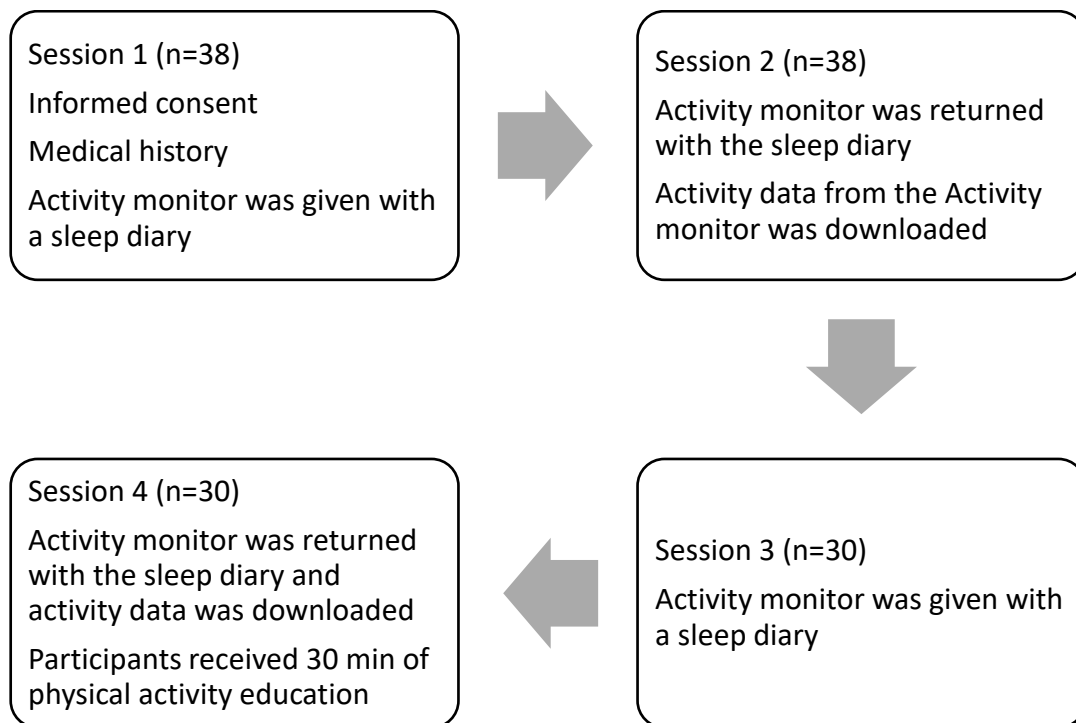 Session 1 (n=38)
Informed consent
Medical history
Activity monitor was given with
a sleep diary
Session 2 (n=38)
Activity monitor was returned
with the sleep diary
Activity data from the Activity
monitor was downloaded
Session 3 (n=30)
Activity monitor was given with
a sleep diary
Session 4 (n=30)
Activity monitor was returned
with the sleep diary and
activity data was downloaded
Participants received 30 min of
physical activity education